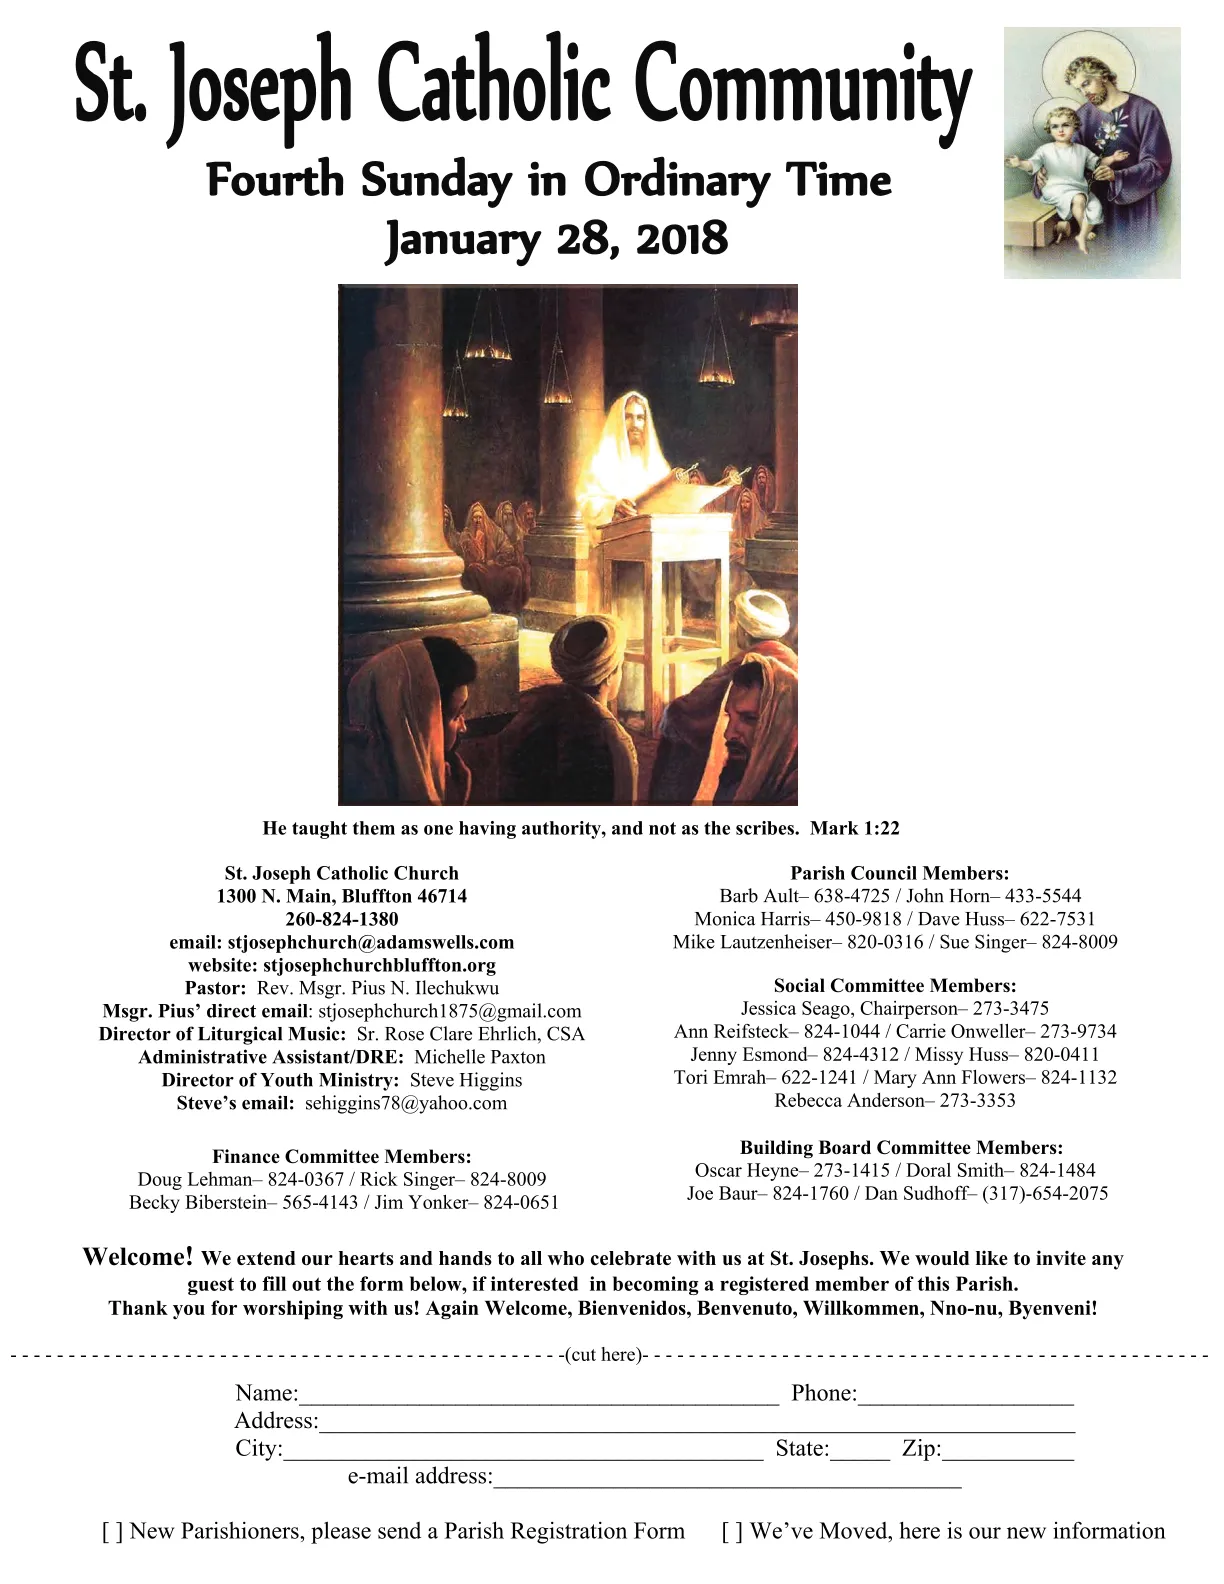 St. Joseph Catholic Community
Fourth Sunday in Ordinary Time
January 28, 2018
He taught them as one having authority, and not as the scribes.  Mark 1:22
St. Joseph Catholic Church
1300 N. Main, Bluffton 46714
260-824-1380
email: stjosephchurch@adamswells.com
website: stjosephchurchbluffton.org
Pastor:  Rev. Msgr. Pius N. Ilechukwu
Msgr. Pius’ direct email: stjosephchurch1875@gmail.com
Director of Liturgical Music:  Sr. Rose Clare Ehrlich, CSA
Administrative Assistant/DRE:  Michelle Paxton
Director of Youth Ministry:  Steve Higgins
Steve’s email:  sehiggins78@yahoo.com
Finance Committee Members:
Doug Lehman– 824-0367 / Rick Singer– 824-8009
Becky Biberstein– 565-4143 / Jim Yonker– 824-0651
Parish Council Members:
Barb Ault– 638-4725 / John Horn– 433-5544
Monica Harris– 450-9818 / Dave Huss– 622-7531
Mike Lautzenheiser– 820-0316 / Sue Singer– 824-8009
Social Committee Members:
Jessica Seago, Chairperson– 273-3475
Ann Reifsteck– 824-1044 / Carrie Onweller– 273-9734
Jenny Esmond– 824-4312 / Missy Huss– 820-0411
Tori Emrah– 622-1241 / Mary Ann Flowers– 824-1132
Rebecca Anderson– 273-3353
Building Board Committee Members:
Oscar Heyne– 273-1415 / Doral Smith– 824-1484
Joe Baur– 824-1760 / Dan Sudhoff– (317)-654-2075
Welcome! We extend our hearts and hands to all who celebrate with us at St. Josephs. We would like to invite any
guest to fill out the form below, if interested  in becoming a registered member of this Parish.
Thank you for worshiping with us! Again Welcome, Bienvenidos, Benvenuto, Willkommen, Nno-nu, Byenveni!
- - - - - - - - - - - - - - - - - - - - - - - - - - - - - - - - - - - - - - - - - - - - - - - -(cut here)- - - - - - - - - - - - - - - - - - - - - - - - - - - - - - - - - - - - - - - - - - - - - - - -
Name:________________________________________ Phone:__________________
Address:_______________________________________________________________
City:________________________________________ State:_____ Zip:___________
e-mail address:_______________________________________
[ ] New Parishioners, please send a Parish Registration Form      [ ] We’ve Moved, here is our new information